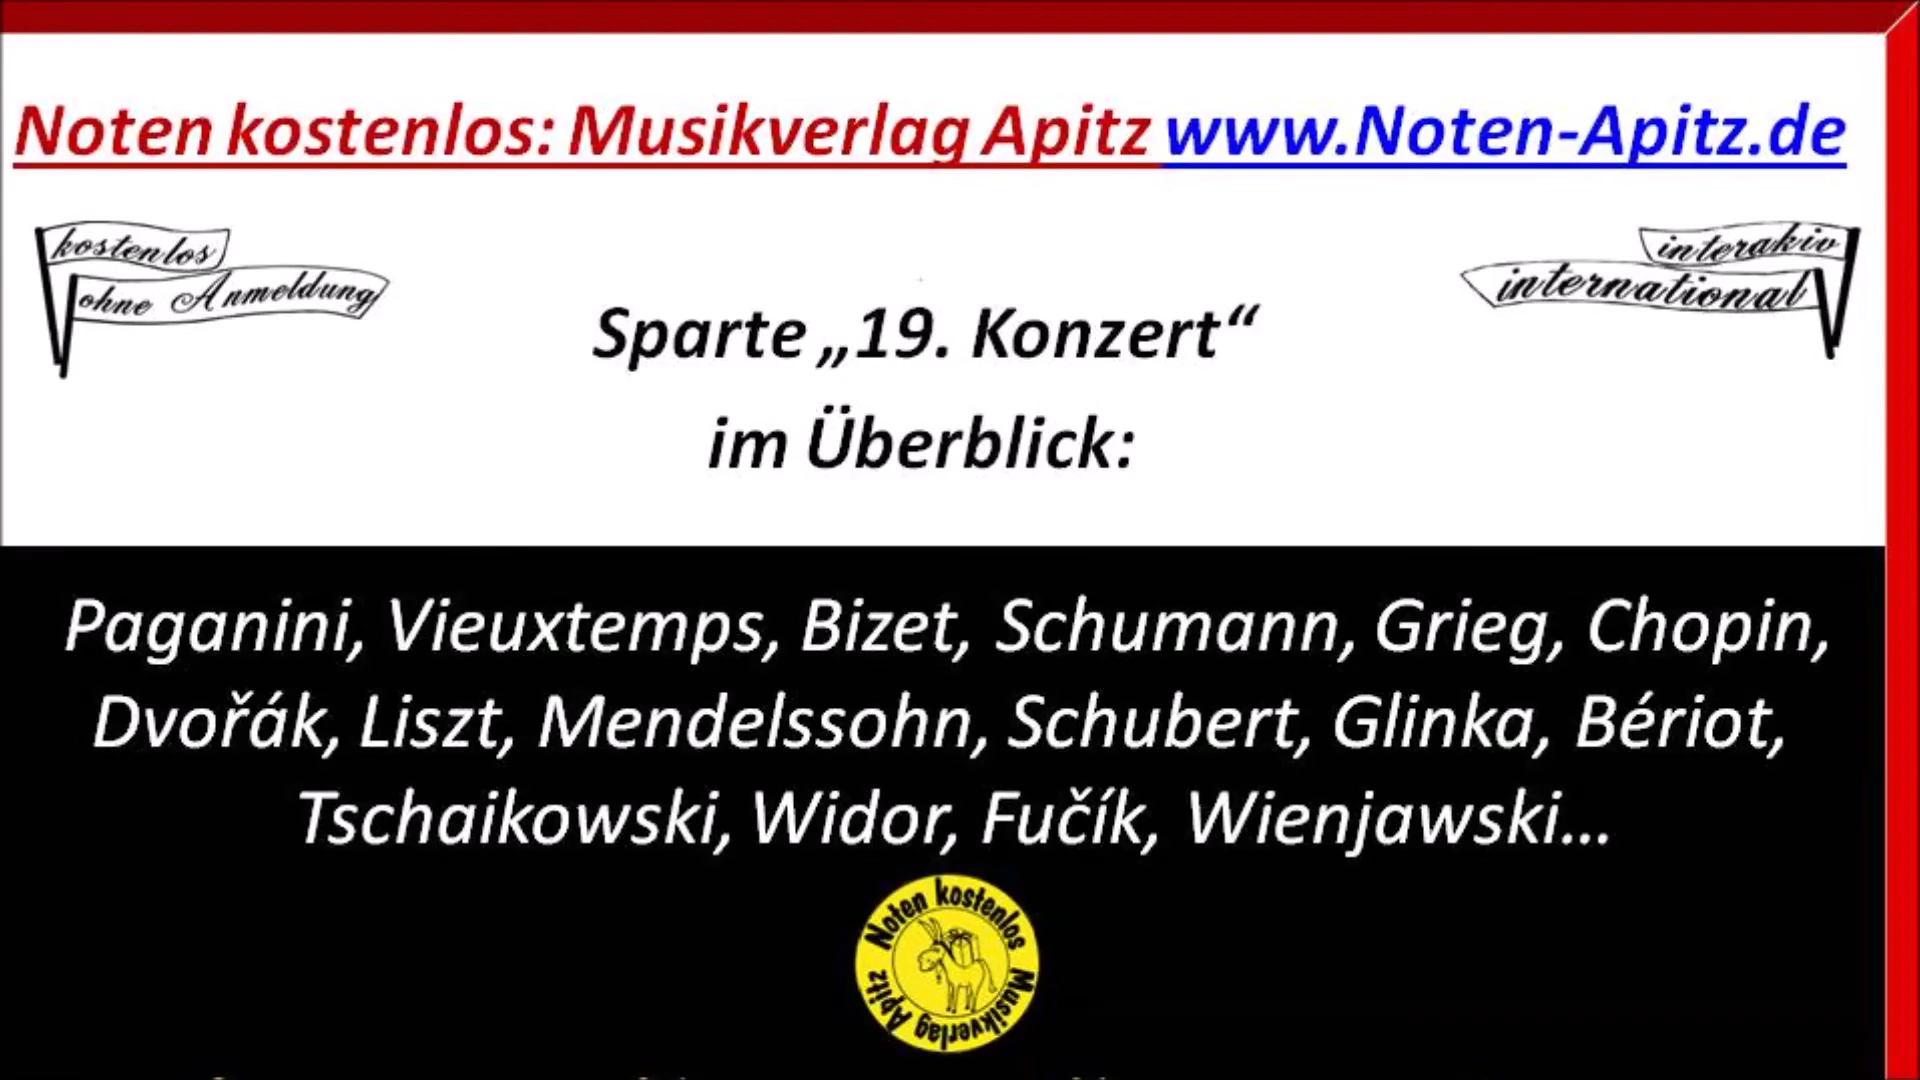 Noten kostenlos: Musikverlag Apitz www.Noten-Apitz.de
kostenlos
ohne Anmeldung
interakiv
international
Sparte „19. Konzert“
im Überblick:
Paganini, Vieuxtemps, Bizet, Schumann, Grieg, Chopin,
Dvořák, Liszt, Mendelssohn, Schubert, Glinka, Bériot,
Tschaikowski, Widor, Fučík, Wienjawski...
Noten kostenlos Musikverlag Apitz